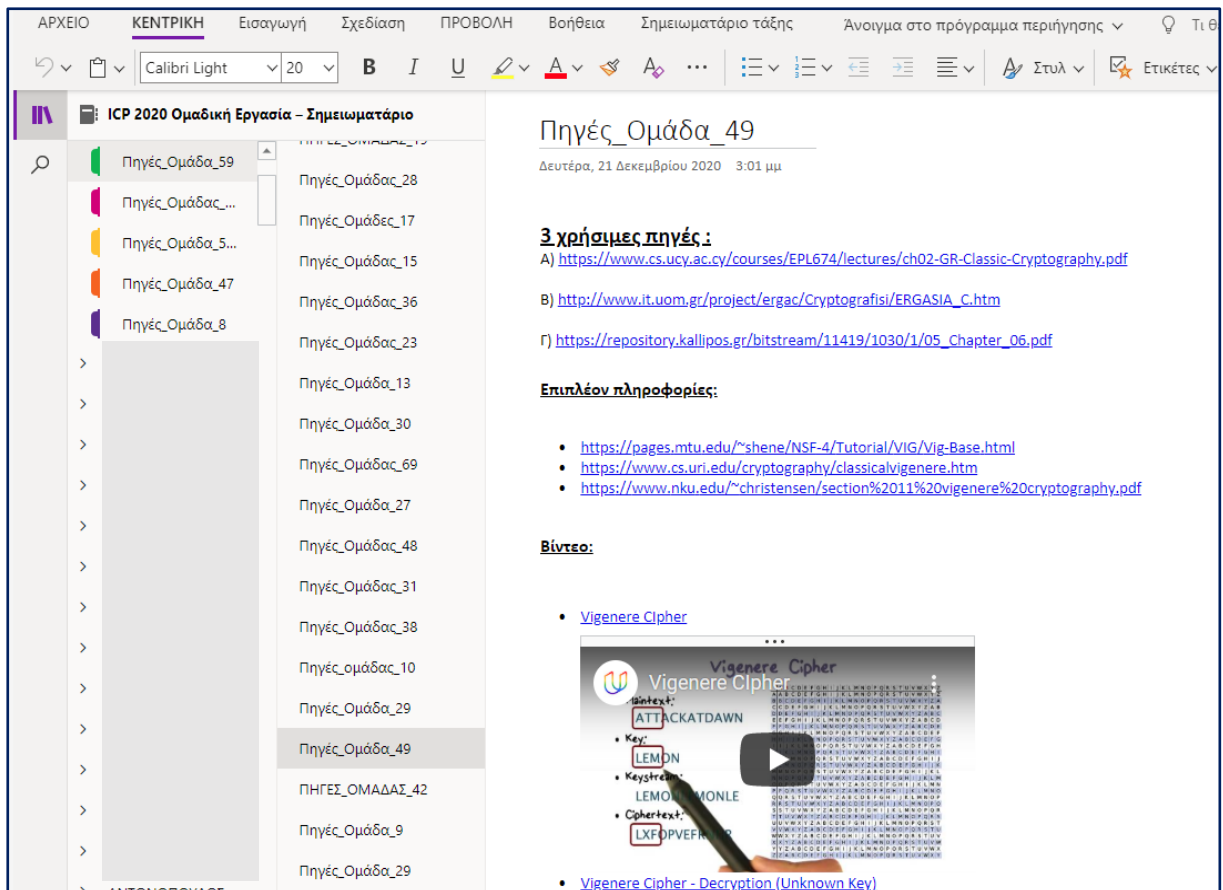 ΑΡΧΕΙΟ ΚΕΝΤΡΙΚΗ Εισαγωγή Σχεδίαση ΠΡΟΒΟΛΗ Βοήθεια Σημειωματάριο τάξης Άνοιγμα στο πρόγραμμα περιήγησης Τι
Calibri Light 20 B I U A Στυλ Ετικέτες
ICP 2020 Ομαδική Εργασία – Σημειωματάριο
Πηγές_Ομάδα_59
Πηγές_Ομάδας_...
Πηγές_Ομάδα_5...
Πηγές_Ομάδα_47
Πηγές_Ομάδα_8
Πηγές_Ομάδας_28
Πηγές_Ομάδες_17
Πηγές_Ομάδας_15
Πηγές_Ομάδας_36
Πηγές_Ομάδας_23
Πηγές_Ομάδα_13
Πηγές_Ομάδα_30
Πηγές_Ομάδας_69
Πηγές_Ομάδα_27
Πηγές_Ομάδας_48
Πηγές_Ομάδας_31
Πηγές_Ομάδας_38
Πηγές_ομάδας_10
Πηγές_Ομάδα_29
Πηγές_Ομάδα_49
ΠΗΓΕΣ_ΟΜΑΔΑΣ_42
Πηγές_Ομάδα_9
Πηγές_Ομάδα_29
Πηγές_Ομάδα_49
Δευτέρα, 21 Δεκεμβρίου 2020 3:01 μμ
3 χρήσιμες πηγές :
Α) https://www.cs.ucy.ac.cy/courses/EPL674/lectures/ch02-GR-Classic-Cryptography.pdf
Β) http://www.it.uom.gr/project/ergac/Cryptografisi/ERGASIA_C.htm
Γ) https://repository.kallipos.gr/bitstream/11419/1030/1/05_Chapter_06.pdf
Επιπλέον πληροφορίες:
• https://pages.mtu.edu/~shene/NSF-4/Tutorial/VIG/Vig-Base.html
• https://www.cs.uri.edu/cryptography/classicalvigenere.htm
• https://www.nku.edu/~christensen/section%2011%20vigenere%20cryptography.pdf
Βίντεο:
• Vigenere CIpher
Vigenere Cipher
Vigenere CIpher
ATTACKATDAWN
• Key:
LEMON
• Keystream:
• Ciphertext:
• Vigenere Cipher - Decryption (Unknown Key)